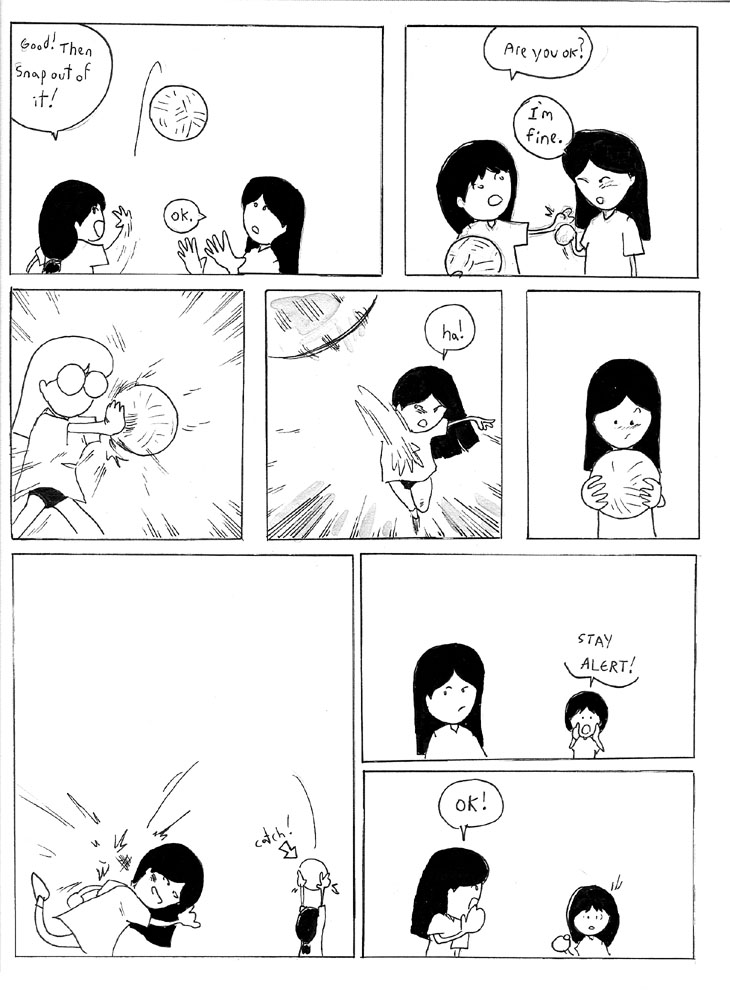 Good! Then
Snap out of
it!
OK.
Are you ok?
I'm
fine.
ha!
catch!
STAY
ALERT!
OK!